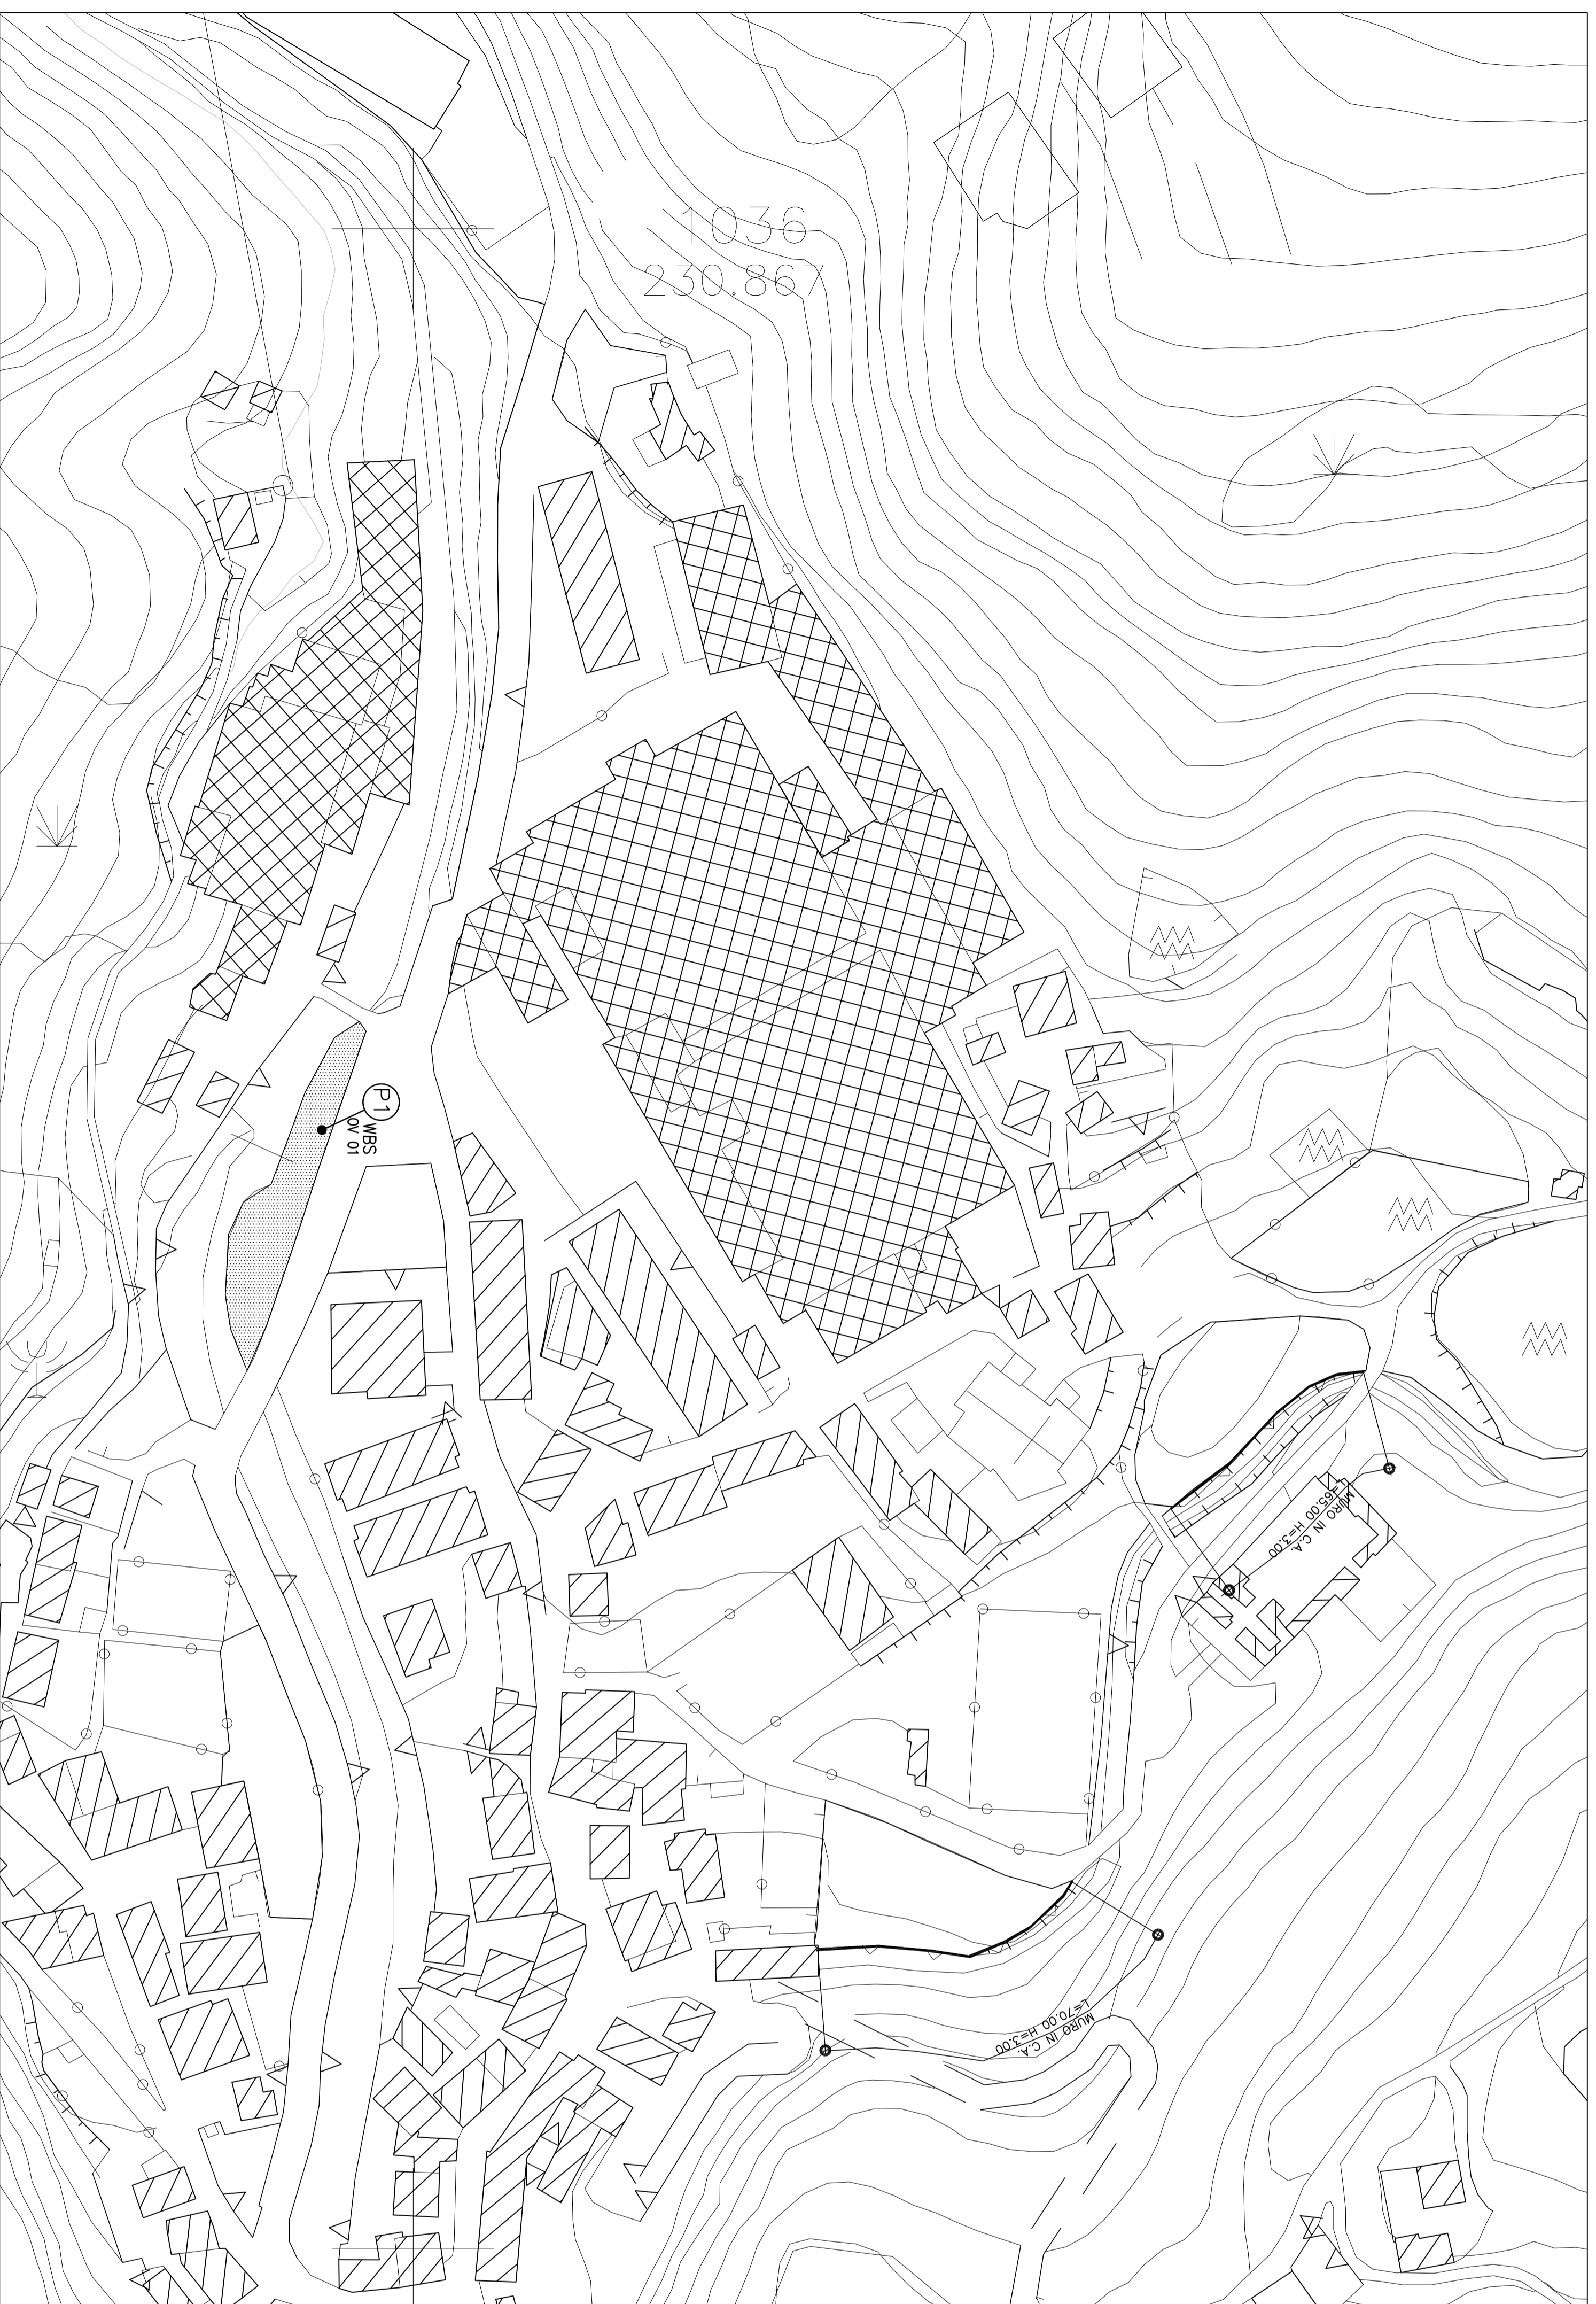 1036
230.867
P1
WBS
OV 01
MURO IN C.A.
L=65.00 H=3.00
MURO IN C.A.
L=70.00 H=3.00